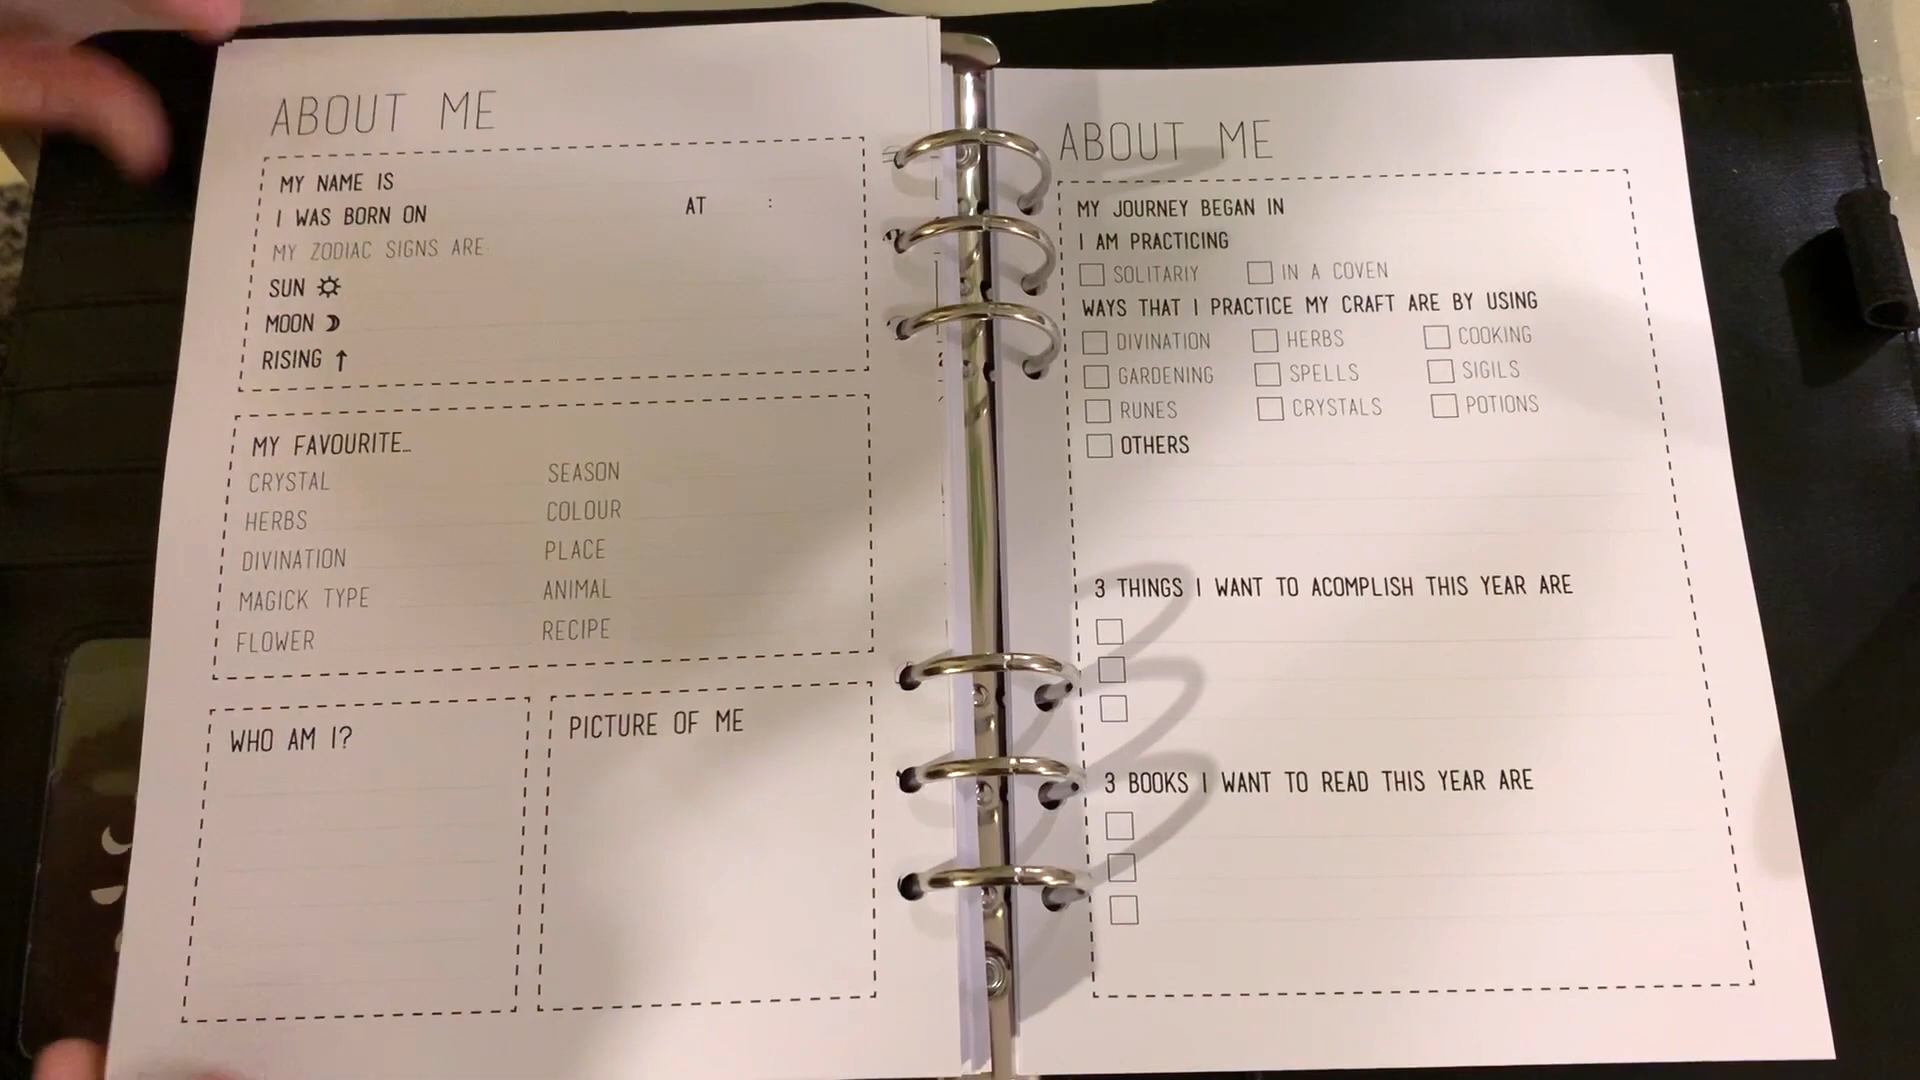 ABOUT ME
MY NAME IS
I WAS BORN ON AT :
MY ZODIAC SIGNS ARE
SUN
MOON
RISING ↑
MY FAVOURITE...
CRYSTAL SEASON
HERBS COLOUR
DIVINATION PLACE
MAGICK TYPE ANIMAL
FLOWER RECIPE
WHO AM I?
PICTURE OF ME
ABOUT ME
MY JOURNEY BEGAN IN
I AM PRACTICING
SOLITARIY IN A COVEN
WAYS THAT I PRACTICE MY CRAFT ARE BY USING
DIVINATION HERBS COOKING
GARDENING SPELLS SIGILS
RUNES CRYSTALS POTIONS
OTHERS
3 THINGS I WANT TO ACOMPLISH THIS YEAR ARE
3 BOOKS I WANT TO READ THIS YEAR ARE